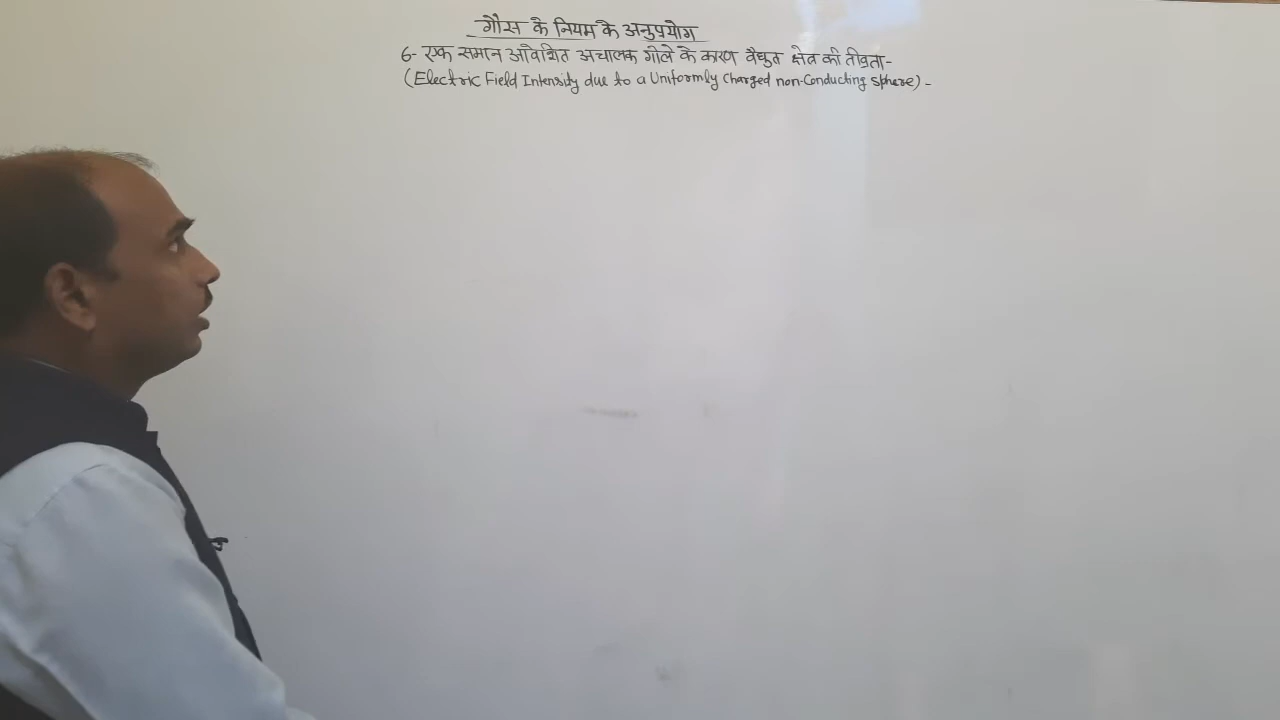 गौस के नियम के अनुप्रयोग
6- एक समान आवेशित अचालक गोले के कारण वैद्युत क्षेत्र की तीव्रता-
(Electric Field Intensity due to a Uniformly Charged non-Conducting Sphere) -